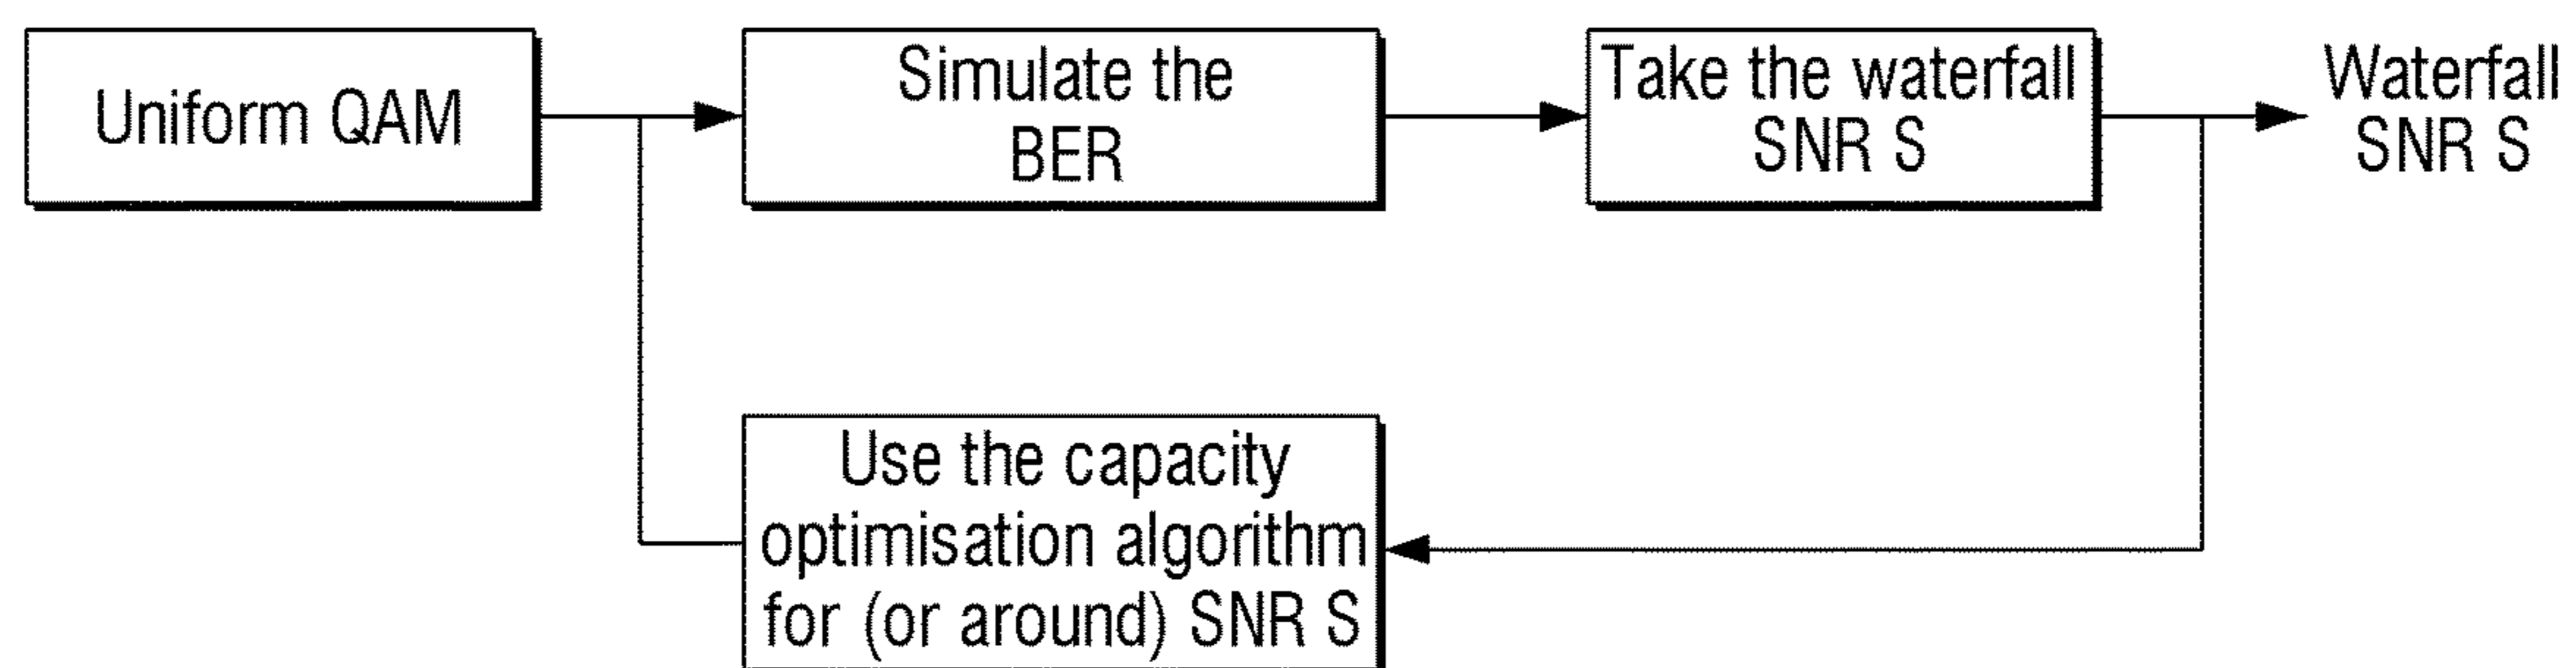 Uniform QAM
Simulate the
BER
Take the waterfall
SNR S
Waterfall
SNR S
Use the capacity
optimisation algorithm
for (or around) SNR S